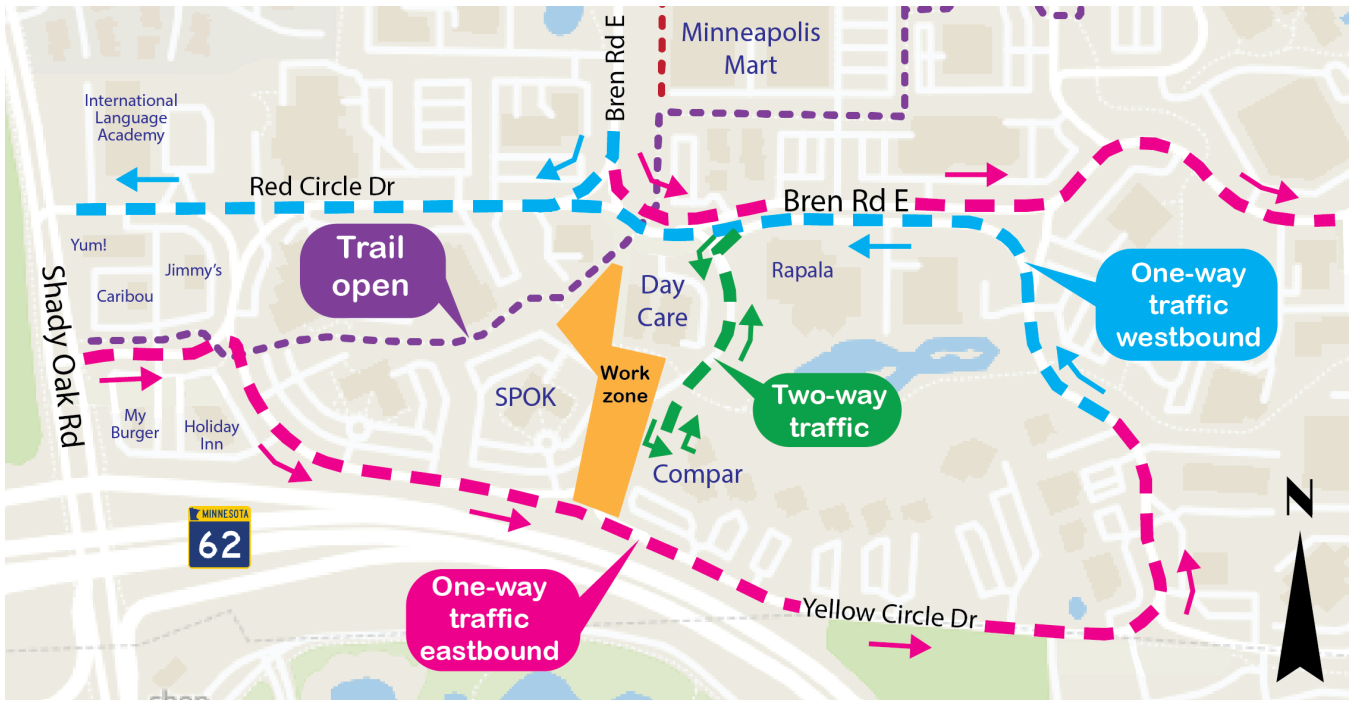 Minneapolis
Mart
Bren Rd E
International
Language
Academy
Red Circle Dr
Bren Rd E
Trail
open
Yum!
Jimmy's
Caribou
Day
Care
Rapala
One-way
traffic
westbound
Shady Oak Rd
Work
zone
SPOK
Two-way
traffic
My
Burger
Holiday
Inn
Compar
N
MINNESOTA
62
One-way
traffic
eastbound
Yellow Circle Dr